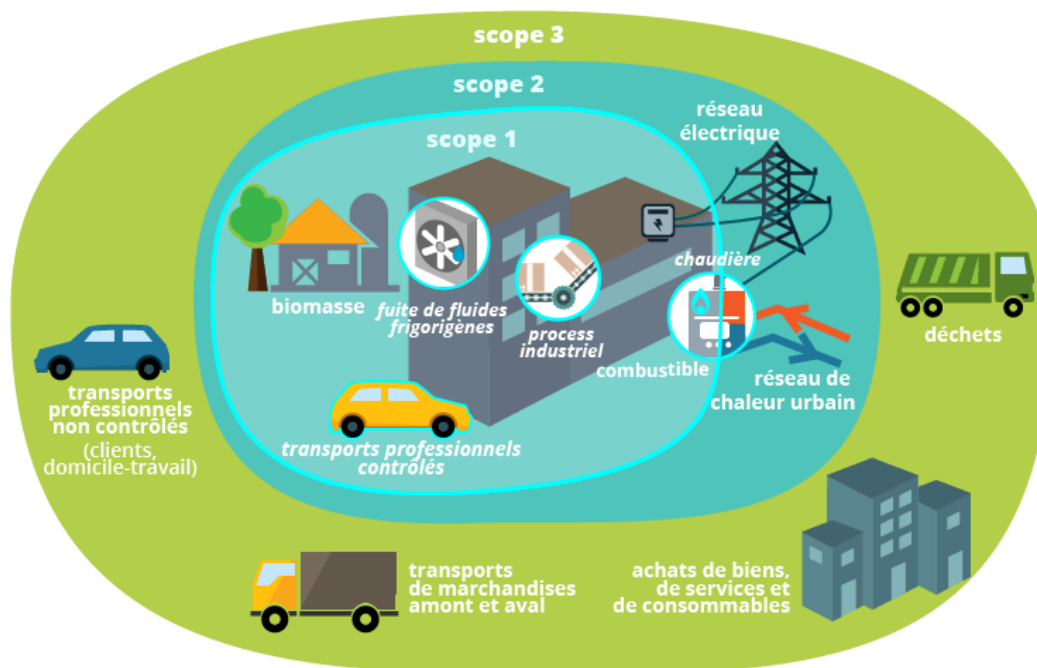 scope 3
scope 2
scope 1
réseau
électrique
biomasse
fuite de fluides
frigorigènes
process
industriel
chaudière
combustible
réseau de
chaleur urbain
déchets
transports
professionnels
non contrôlés
(clients,
domicile-travail)
transports professionnels
contrôlés
transports
de marchandises
amont et aval
achats de biens,
de services et
de consommables